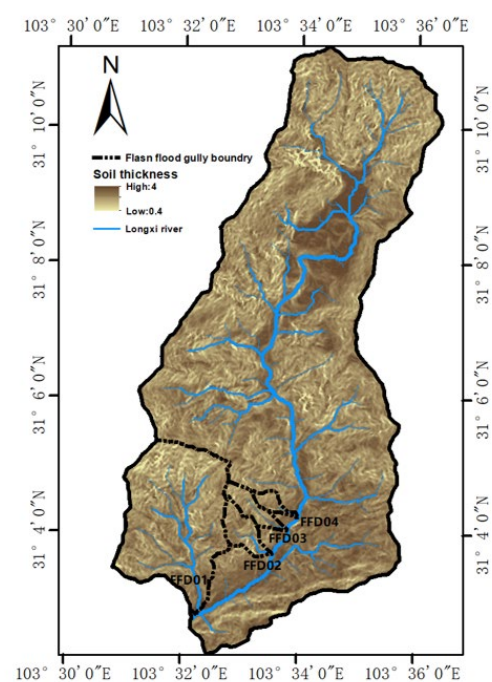 103° 30′0″N 103° 32′0″N 103° 34′0″N 103° 36′0″N
N
Flasn flood gully boundry
Soil thickness
High:4
Low:0.4
Longxi river
31° 10′0″N
31° 10′0″N
31° 8′0″N
31° 8′0″N
31° 6′0″N
31° 6′0″N
31° 4′0″N
31° 4′0″N
FFD04
FFD03
FFD02
FFD01
103° 30′0″N 103° 32′0″N 103° 34′0″N 103° 36′0″N